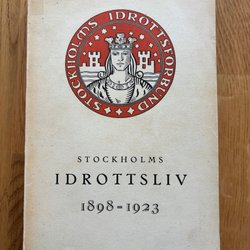 STOCKHOLMS IDROTTSFÖRBUND
STOCKHOLMS
IDROTTSLIV
1898-1923